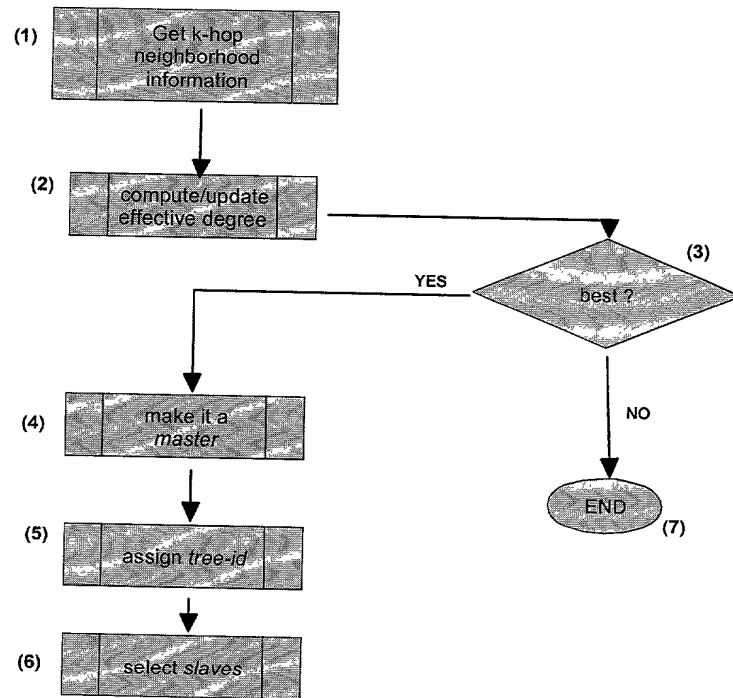 (1)
Get k-hop
neighborhood
information
(2)
compute/update
effective degree
(3)
best ?
YES
NO
(4)
make it a
master
END
(7)
(5)
assign tree-id
(6)
select slaves